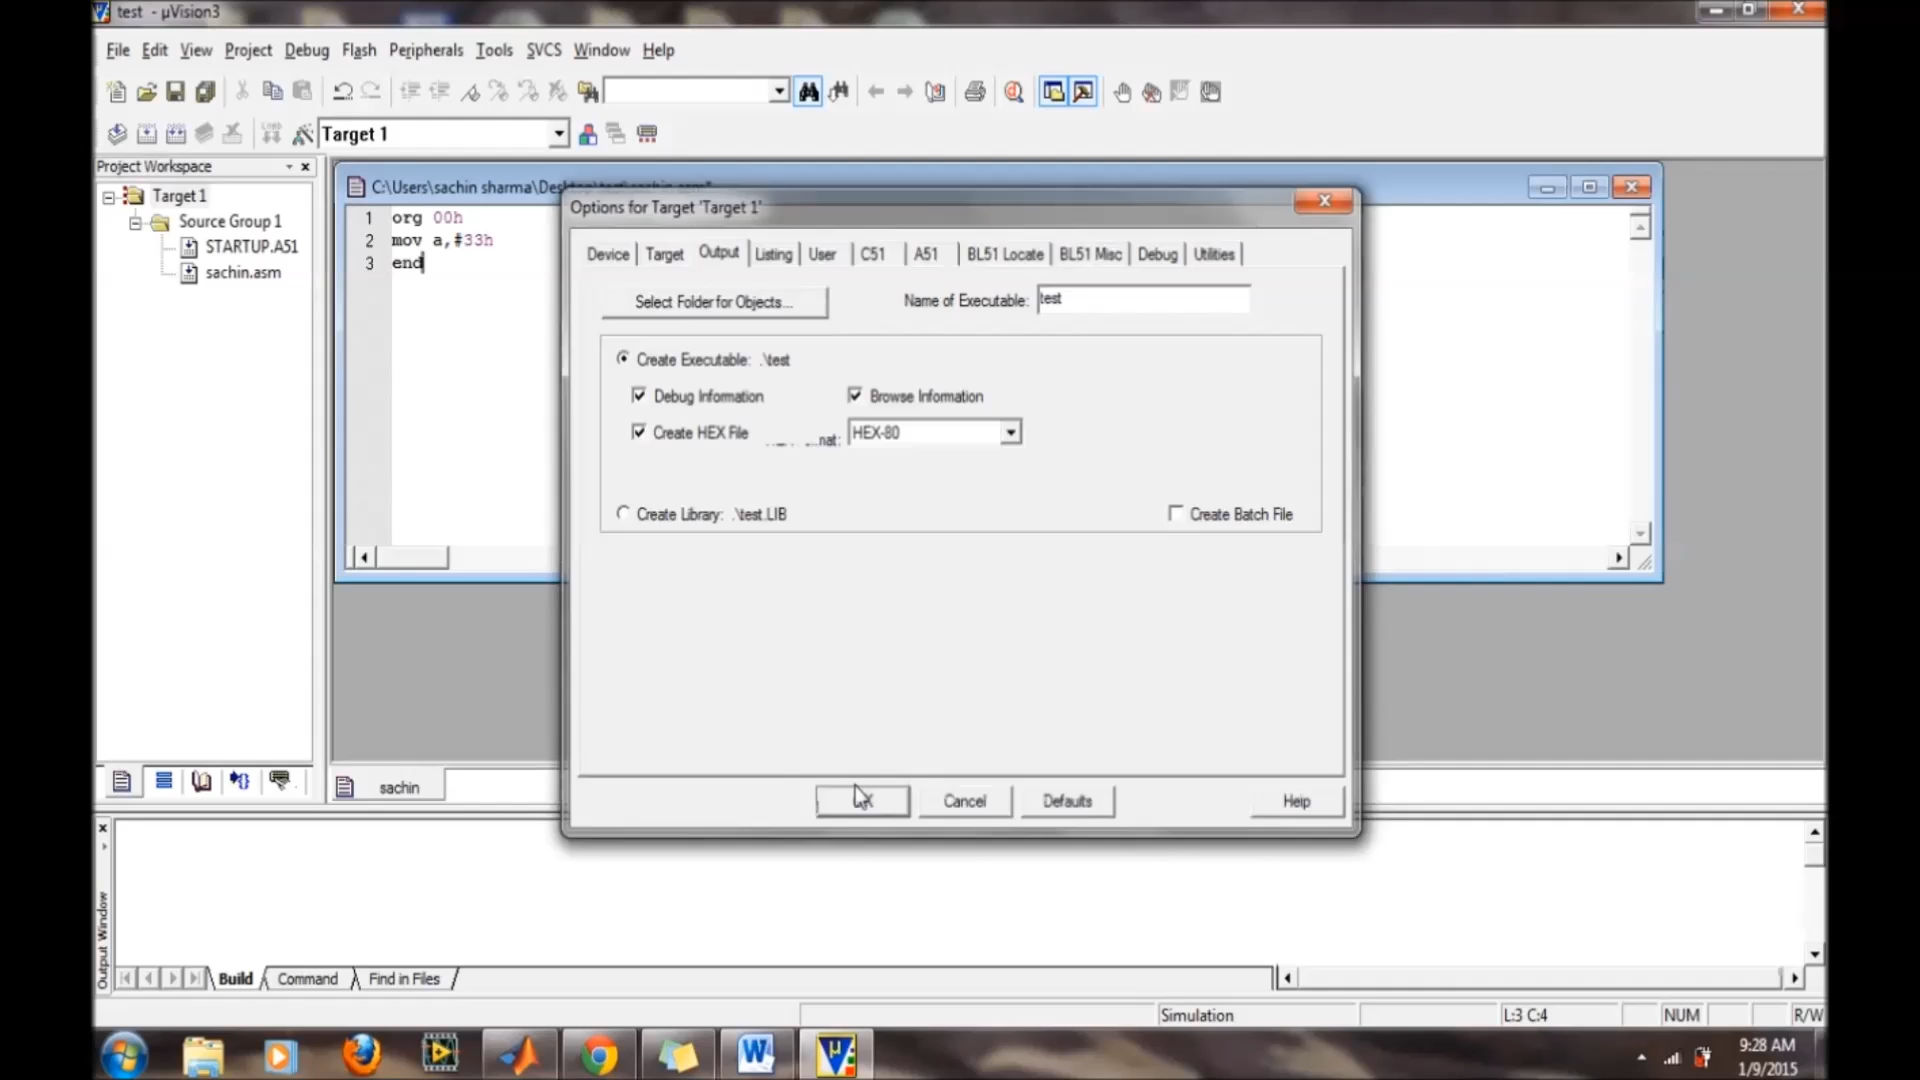 test - µVision3
File Edit View Project Debug Flash Peripherals Tools SVCS Window Help
Target 1
Project Workspace
C:\Users\sachin sharma\Des
Target 1
Source Group 1
STARTUP.A51
sachin.asm
1 org 00h
2 mov a,#33h
3 end
Options for Target 'Target 1'
Device Target Output Listing User C51 A51 BL51 Locate BL51 Misc Debug Utilities
Select Folder for Objects... Name of Executable: test
Create Executable: .\test
Debug Information Browse Information
Create HEX File HEX-80
Create Library: .\test.LIB Create Batch File
Cancel Defaults Help
sachin
Output Window
Build Command Find in Files
Simulation L:3 C:4 NUM R/W
9:28 AM
1/9/2015